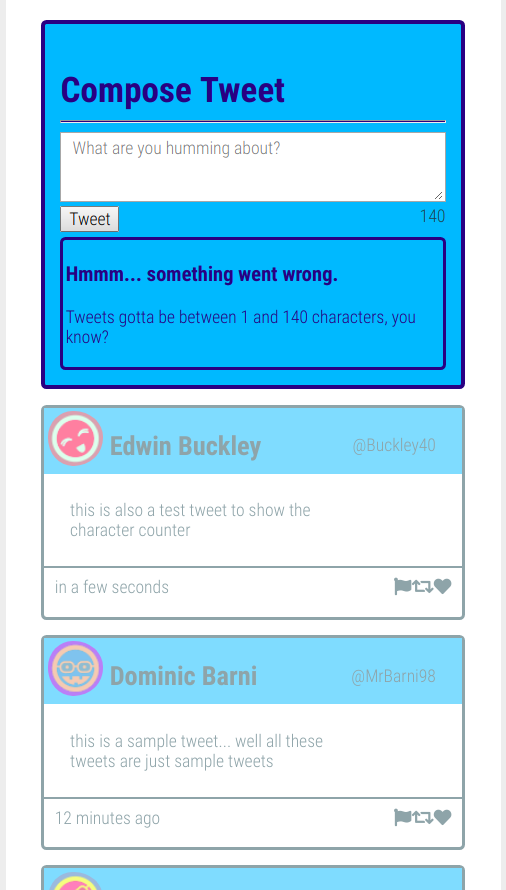 Compose Tweet
What are you humming about?
Tweet
140
Hmmm... something went wrong.
Tweets gotta be between 1 and 140 characters, you
know?
Edwin Buckley
@Buckley40
this is also a test tweet to show the
character counter
in a few seconds
Dominic Barni
@MrBarni98
this is a sample tweet... well all these
tweets are just sample tweets
12 minutes ago